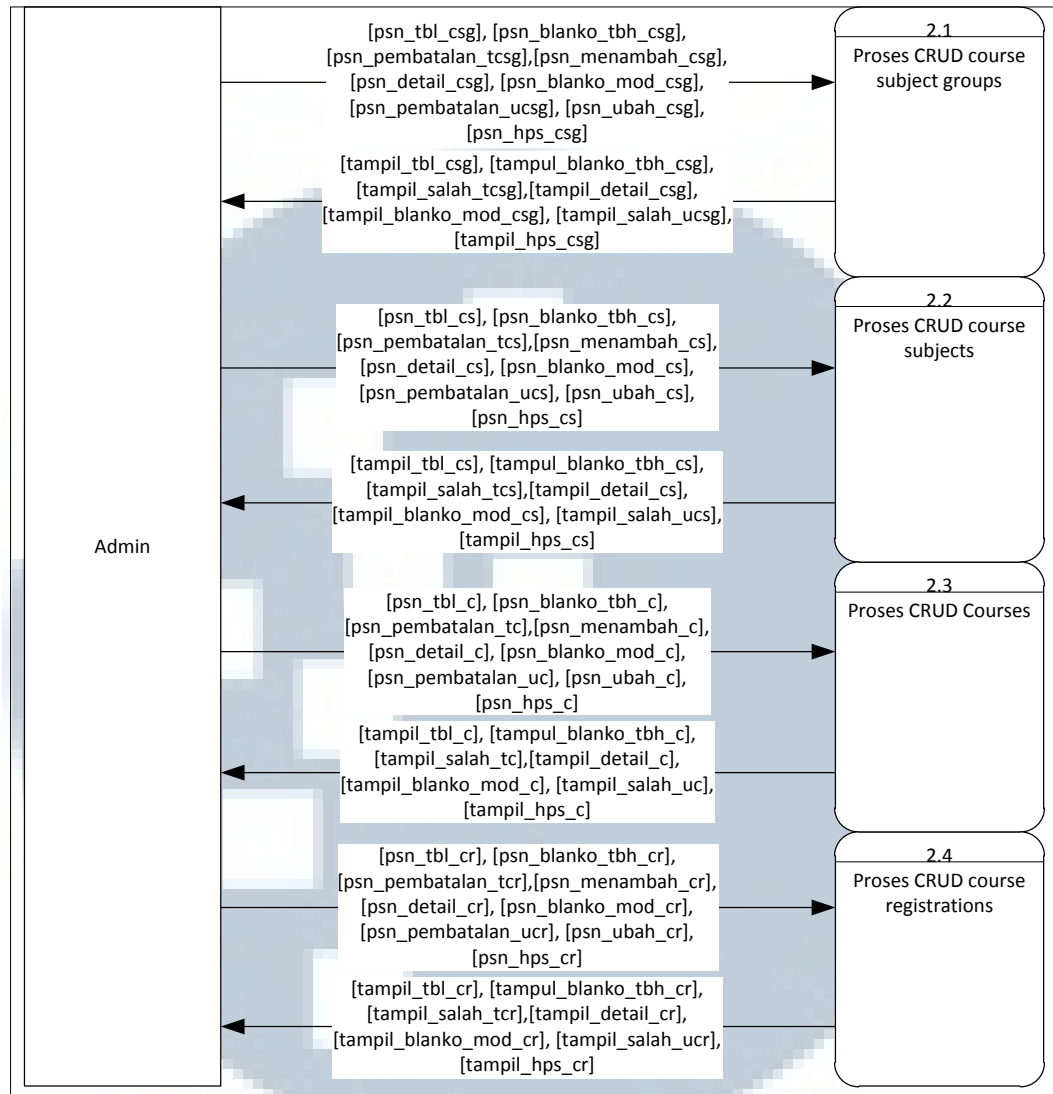 [psn_tbl_csg], [psn_blanko_tbh_csg],
[psn_pembatalan_tcsg],[psn_menambah_csg],
[psn_detail_csg], [psn_blanko_mod_csg],
[psn_pembatalan_ucsg], [psn_ubah_csg],
[psn_hps_csg]
2.1
Proses CRUD course
subject groups
[tampil_tbl_csg], [tampul_blanko_tbh_csg],
[tampil_salah_tcsg],[tampil_detail_csg],
[tampil_blanko_mod_csg], [tampil_salah_ucsg],
[tampil_hps_csg]
[psn_tbl_cs], [psn_blanko_tbh_cs],
[psn_pembatalan_tcs],[psn_menambah_cs],
[psn_detail_cs], [psn_blanko_mod_cs],
[psn_pembatalan_ucs], [psn_ubah_cs],
[psn_hps_cs]
2.2
Proses CRUD course
subjects
[tampil_tbl_cs], [tampul_blanko_tbh_cs],
[tampil_salah_tcs],[tampil_detail_cs],
[tampil_blanko_mod_cs], [tampil_salah_ucs],
[tampil_hps_cs]
Admin
[psn_tbl_c], [psn_blanko_tbh_c],
[psn_pembatalan_tc],[psn_menambah_c],
[psn_detail_c], [psn_blanko_mod_c],
[psn_pembatalan_uc], [psn_ubah_c],
[psn_hps_c]
2.3
Proses CRUD Courses
[tampil_tbl_c], [tampul_blanko_tbh_c],
[tampil_salah_tc],[tampil_detail_c],
[tampil_blanko_mod_c], [tampil_salah_uc],
[tampil_hps_c]
[psn_tbl_cr], [psn_blanko_tbh_cr],
[psn_pembatalan_tcr],[psn_menambah_cr],
[psn_detail_cr], [psn_blanko_mod_cr],
[psn_pembatalan_ucr], [psn_ubah_cr],
[psn_hps_cr]
2.4
Proses CRUD course
registrations
[tampil_tbl_cr], [tampul_blanko_tbh_cr],
[tampil_salah_tcr],[tampil_detail_cr],
[tampil_blanko_mod_cr], [tampil_salah_ucr],
[tampil_hps_cr]